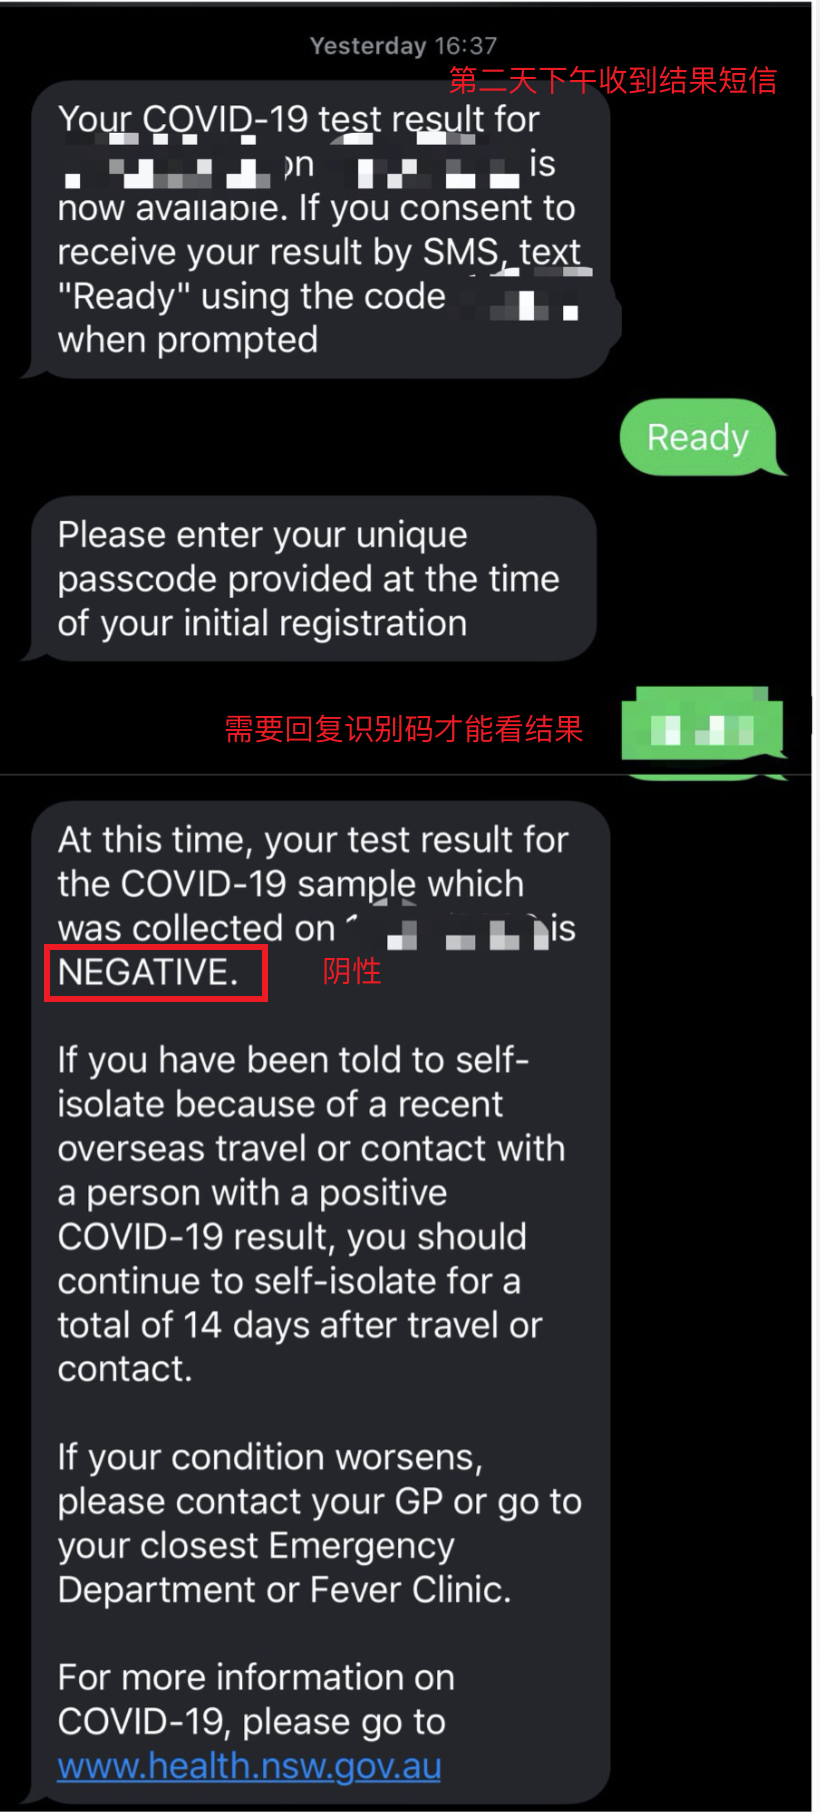 Yesterday 16:37
第二天下午收到结果短信
Your COVID-19 test result for
on is
now available. If you consent to
receive your result by SMS, text
"Ready" using the code
when prompted
Ready
Please enter your unique
passcode provided at the time
of your initial registration
需要回复识别码才能看结果
At this time, your test result for
the COVID-19 sample which
was collected on is
NEGATIVE. 阴性
If you have been told to self-
isolate because of a recent
overseas travel or contact with
a person with a positive
COVID-19 result, you should
continue to self-isolate for a
total of 14 days after travel or
contact.
If your condition worsens,
please contact your GP or go to
your closest Emergency
Department or Fever Clinic.
For more information on
COVID-19, please go to
www.health.nsw.gov.au